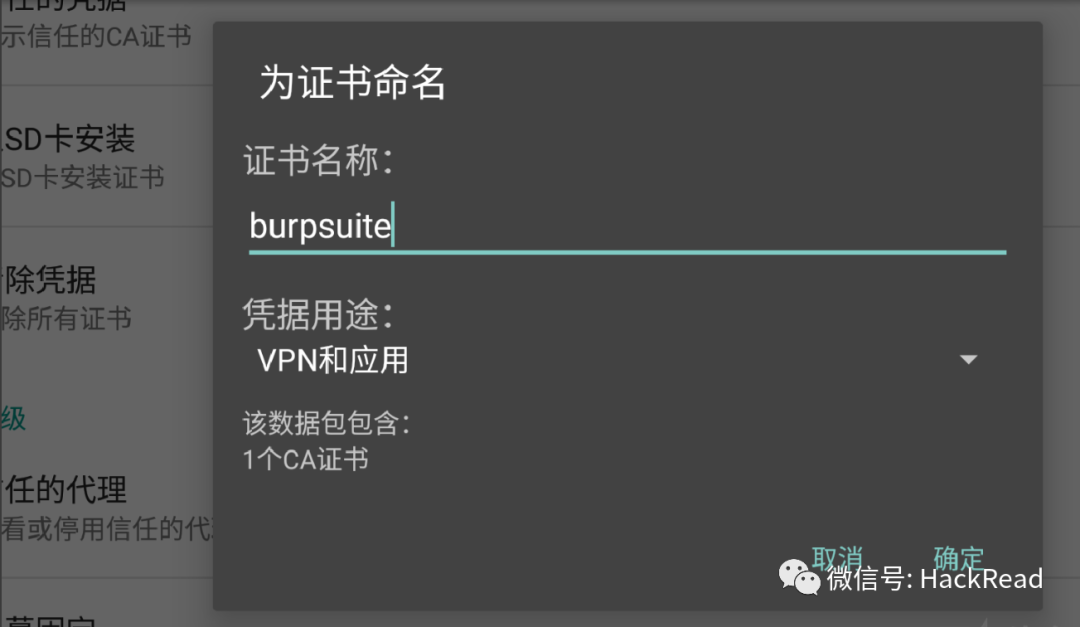 任的凭据
示信任的CA证书
SD卡安装
SD卡安装证书
除凭据
除所有证书
级
任的代理
看或停用信任的代
为证书命名
证书名称：
burpsuite
凭据用途：
VPN和应用
该数据包包含：
1个CA证书
取消
确定
微信号: HackRead